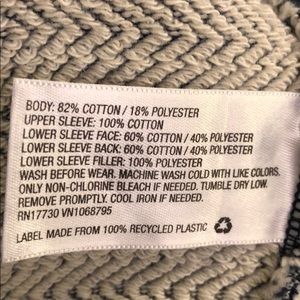 BODY: 82% COTTON / 18% POLYESTER
UPPER SLEEVE: 100% COTTON
LOWER SLEEVE FACE: 60% COTTON / 40% POLYESTER
LOWER SLEEVE BACK: 60% COTTON / 40% POLYESTER
LOWER SLEEVE FILLER: 100% POLYESTER
WASH BEFORE WEAR. MACHINE WASH COLD WITH LIKE COLORS.
ONLY NON-CHLORINE BLEACH IF NEEDED. TUMBLE DRY LOW.
REMOVE PROMPTLY. COOL IRON IF NEEDED.
RN17730 VN1068795
LABEL MADE FROM 100% RECYCLED PLASTIC